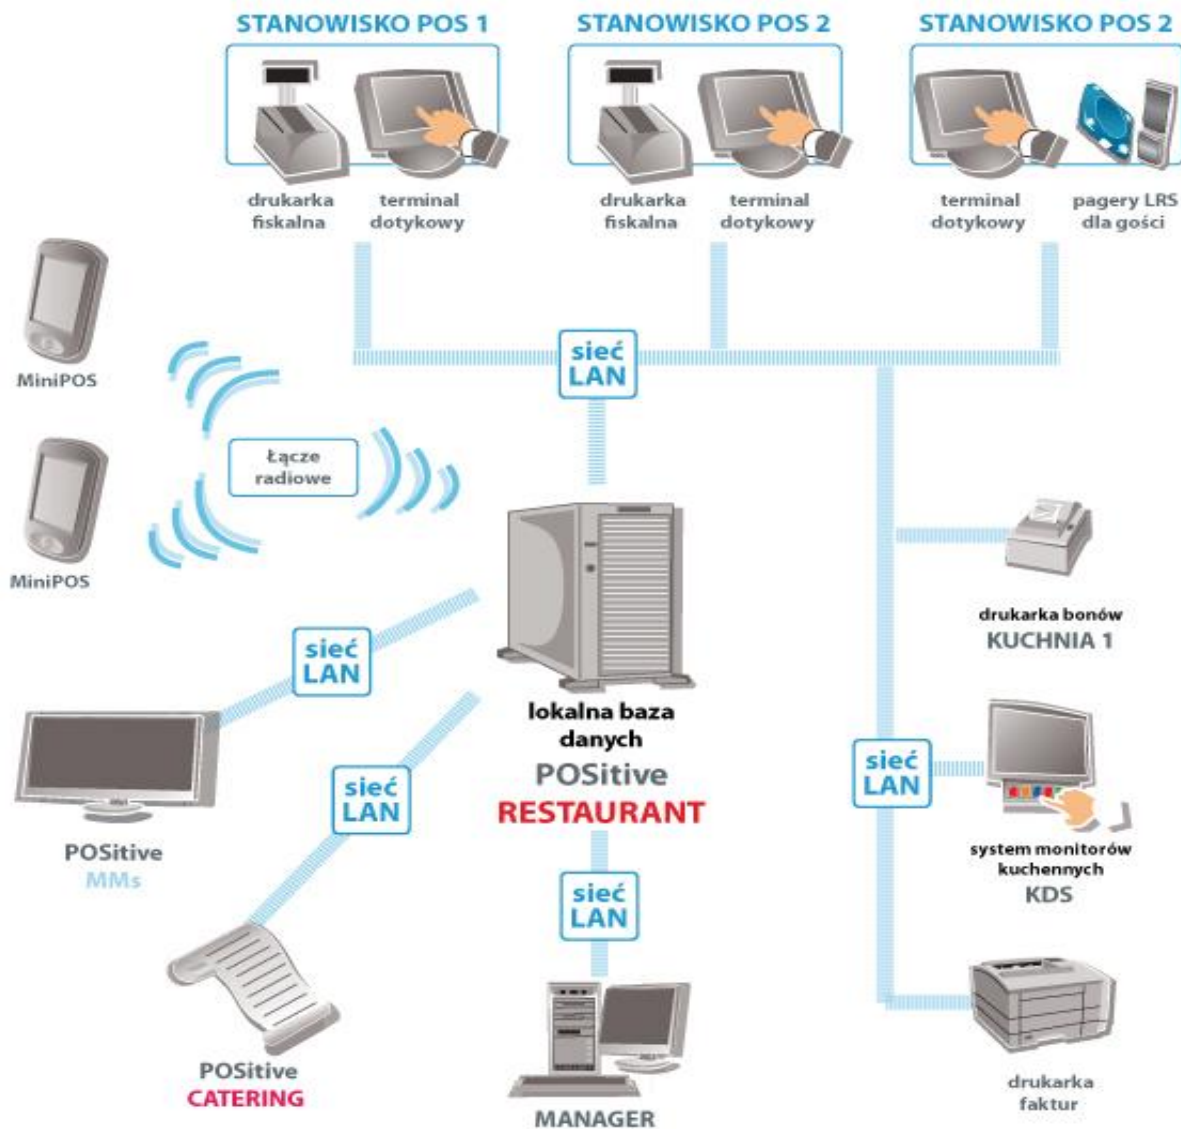 STANOWISKO POS 1
STANOWISKO POS 2
STANOWISKO POS 2
drukarka
fiskalna
terminal
dotykowy
drukarka
fiskalna
terminal
dotykowy
terminal
dotykowy
pagery LRS
dla gości
MiniPOS
sieć
LAN
Łącze
radiowe
MiniPOS
drukarka bonów
KUCHNIA 1
sieć
LAN
lokalna baza
danych
POSitive
RESTAURANT
sieć
LAN
sieć
LAN
system monitorów
kuchennych
KDS
POSitive
MMs
sieć
LAN
POSitive
CATERING
MANAGER
drukarka
faktur